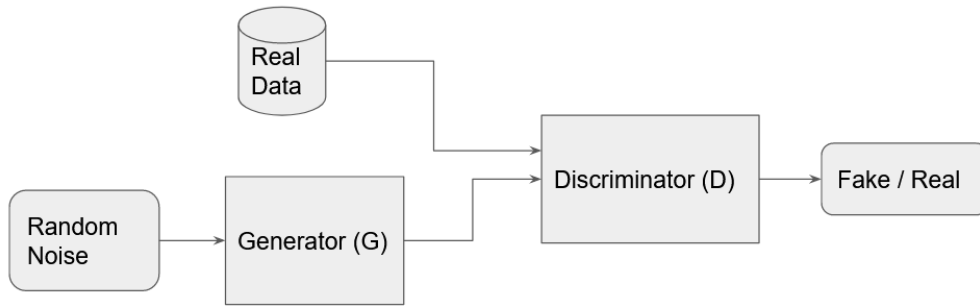 Real
Data
Discriminator (D)
Fake / Real
Random
Noise
Generator (G)